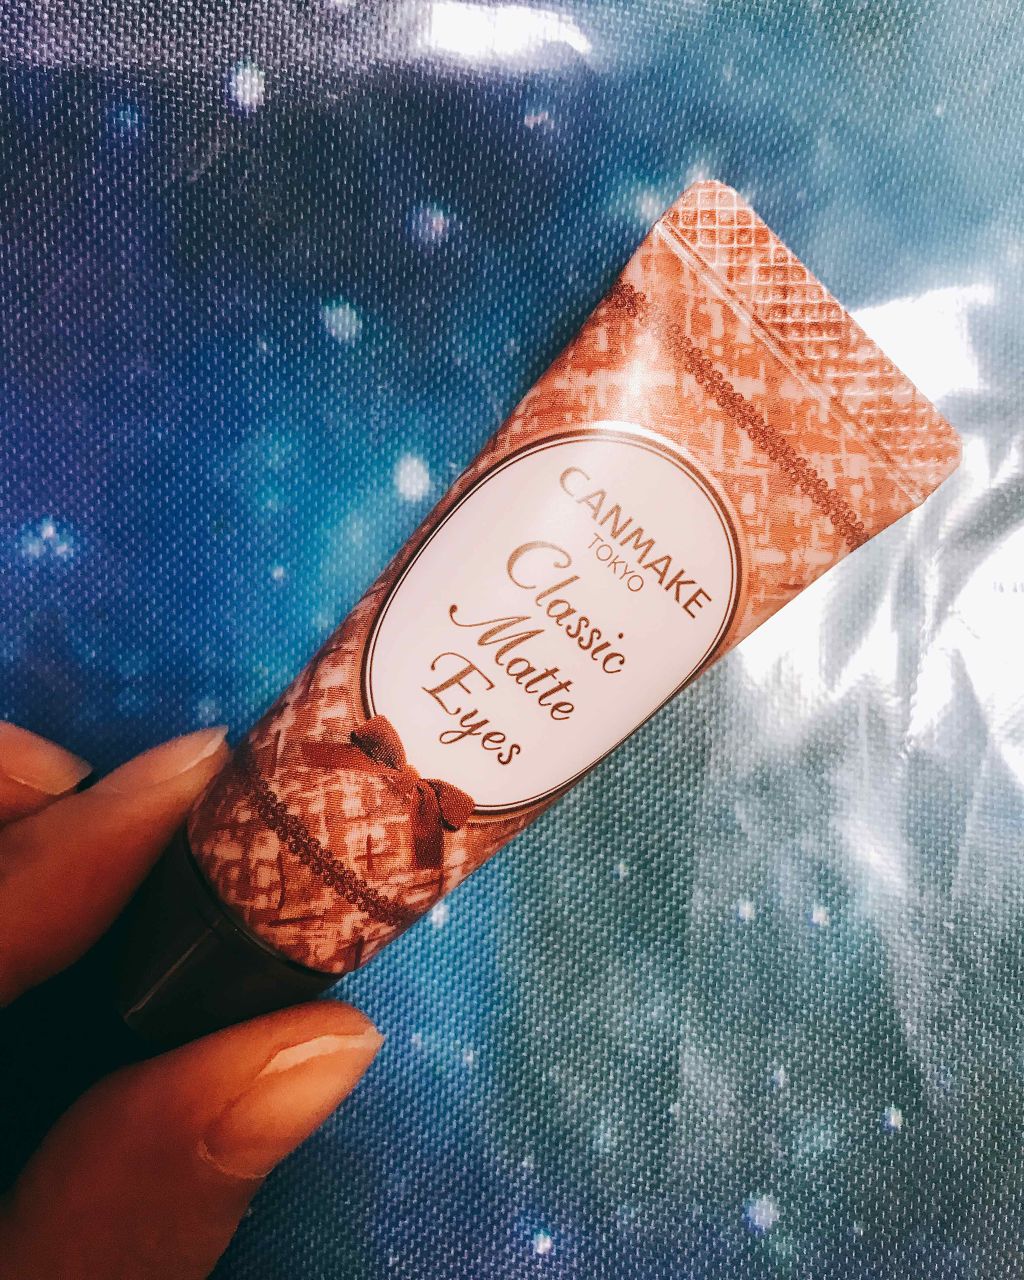 CANMAKE
TOKYO
Classic
Matte
Eyes